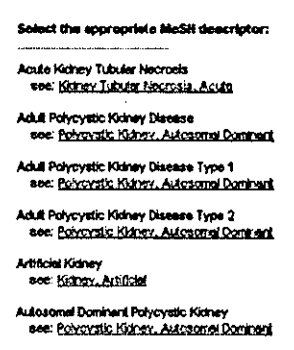 Select the appropriate MeSH descriptor:
Acute Kidney Tubular Necrosis
see: Kidney Tubular Necrosis, Acute
Adult Polycystic Kidney Disease
see: Polycystic Kidney, Autosomal Dominant
Adult Polycystic Kidney Disease Type 1
see: Polycystic Kidney, Autosomal Dominant
Adult Polycystic Kidney Disease Type 2
see: Polycystic Kidney, Autosomal Dominant
Artificial Kidney
see: Kidney, Artificial
Autosomal Dominant Polycystic Kidney
see: Polycystic Kidney, Autosomal Dominant